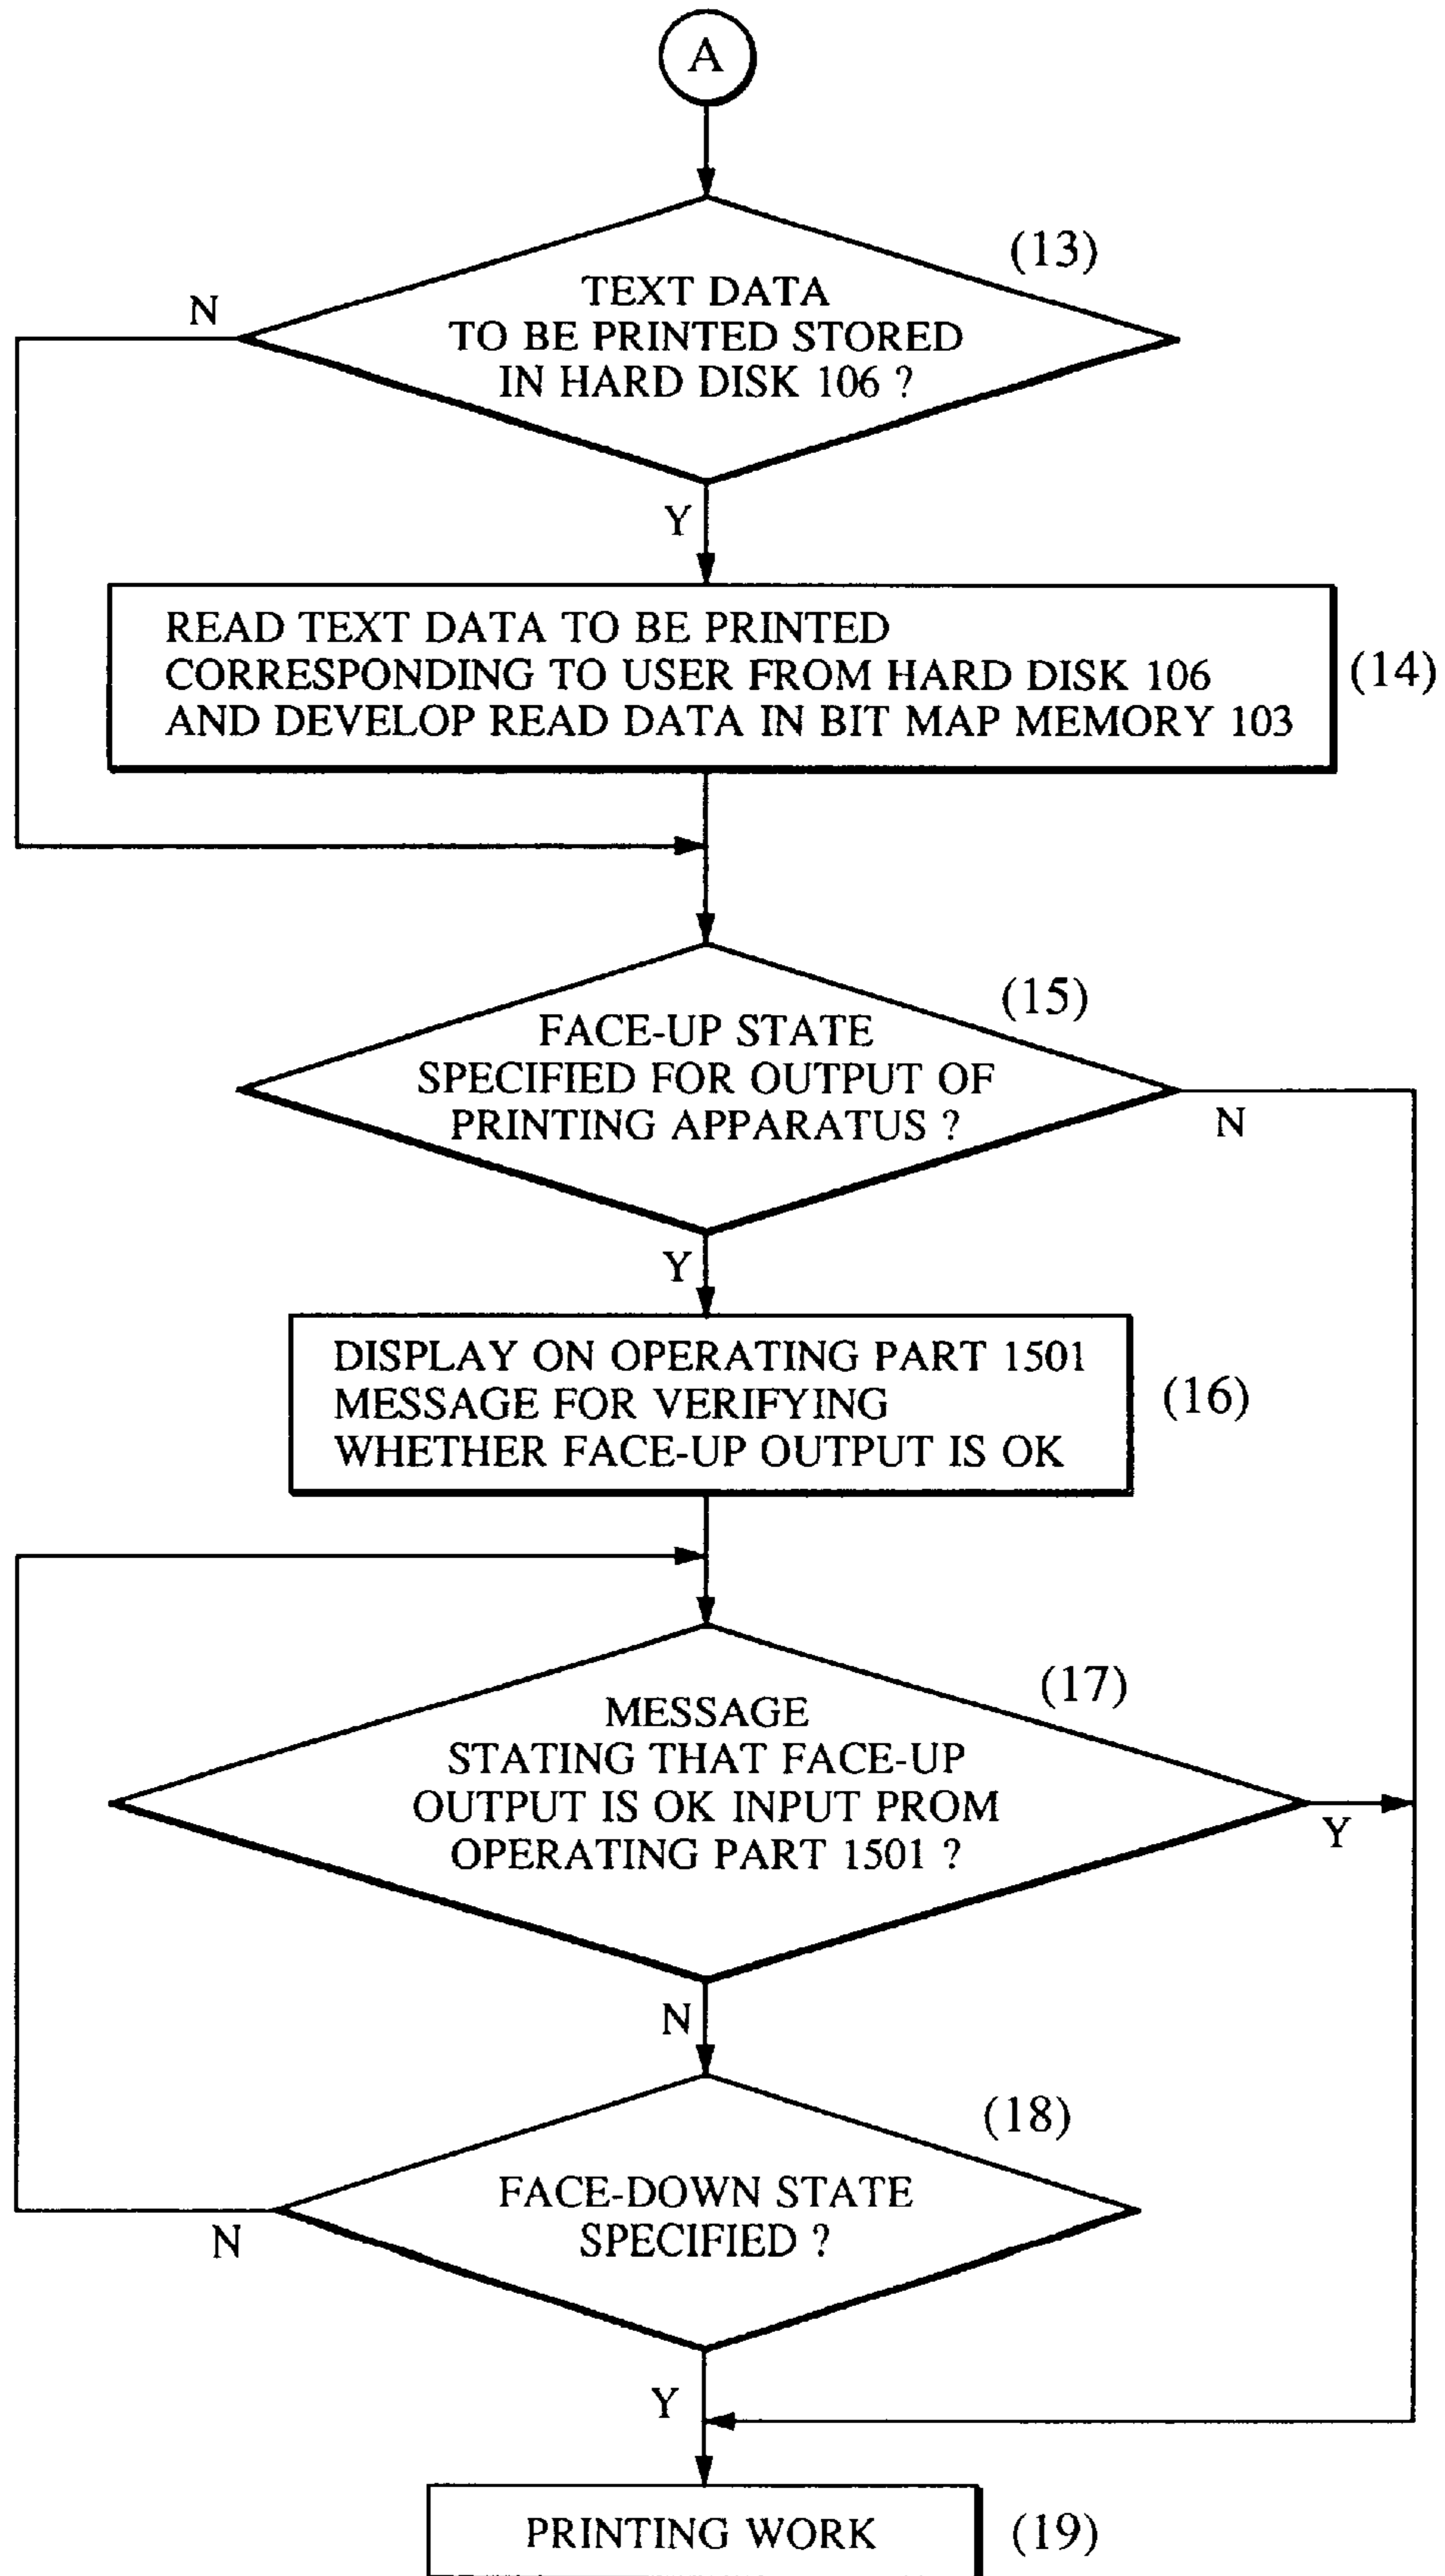 A
(13)
TEXT DATA
TO BE PRINTED STORED
IN HARD DISK 106 ?
N
Y
READ TEXT DATA TO BE PRINTED
CORRESPONDING TO USER FROM HARD DISK 106
AND DEVELOP READ DATA IN BIT MAP MEMORY 103
(14)
(15)
FACE-UP STATE
SPECIFIED FOR OUTPUT OF
PRINTING APPARATUS ?
N
Y
DISPLAY ON OPERATING PART 1501
MESSAGE FOR VERIFYING
WHETHER FACE-UP OUTPUT IS OK
(16)
(17)
MESSAGE
STATING THAT FACE-UP
OUTPUT IS OK INPUT PROM
OPERATING PART 1501 ?
Y
N
(18)
FACE-DOWN STATE
SPECIFIED ?
N
Y
PRINTING WORK
(19)